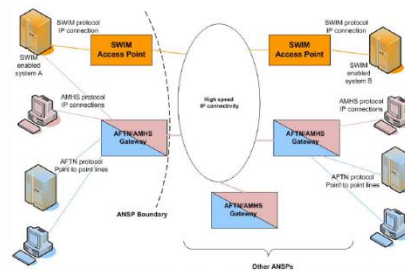 SWIM protocol
IP connection
SWIM
Access Point
SWIM
enabled
system A
AMHS protocol
IP connections
AFTN/AMHS
Gateway
AFTN protocol
Point to point lines
ANSP Boundary
High speed
IP connectivity
SWIM
Access Point
SWIM protocol
IP connection
SWIM
enabled
system B
AMHS protocol
IP connections
AFTN/AMHS
Gateway
AFTN protocol
Point to point lines
AFTN/AMHS
Gateway
Other ANSPs